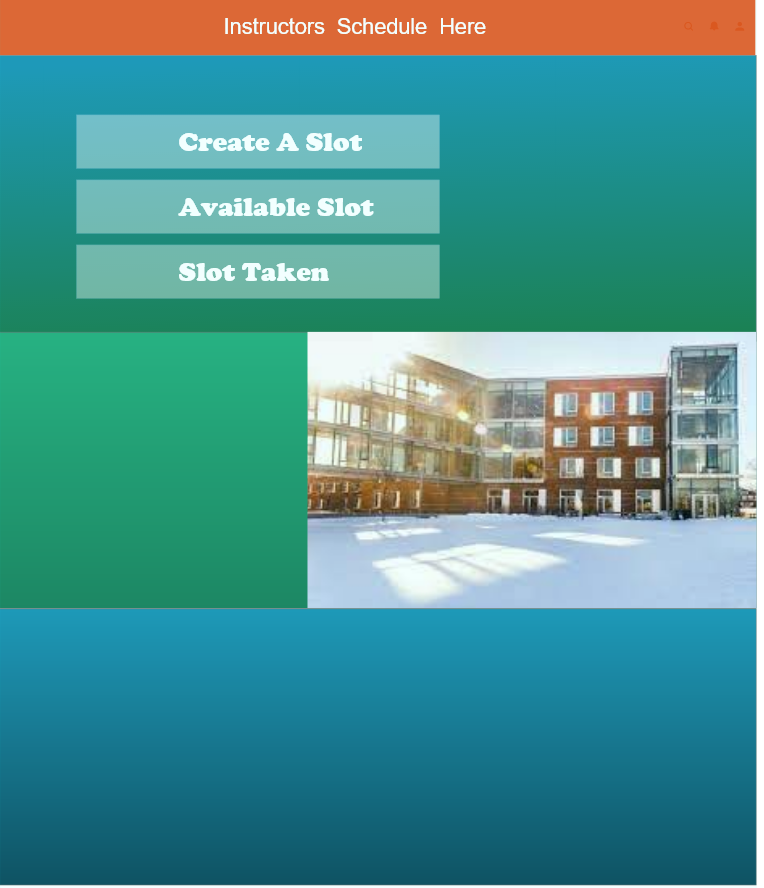 Instructors Schedule Here
Create A Slot
Available Slot
Slot Taken